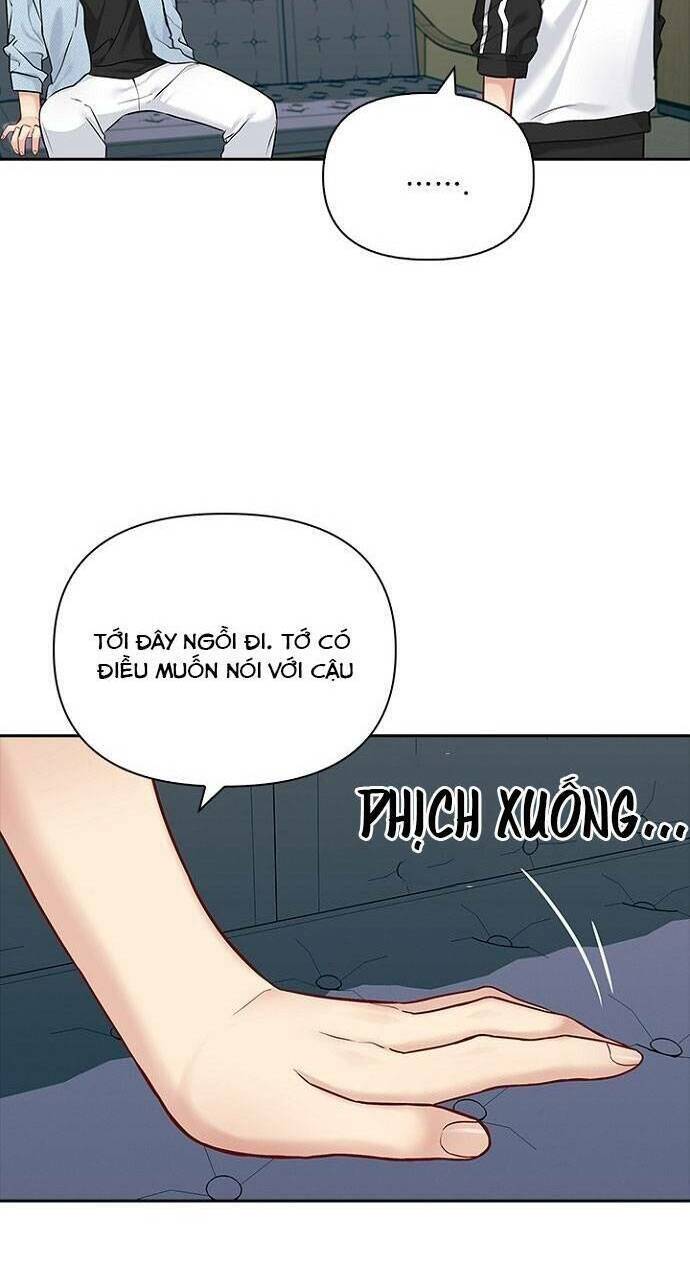 .......
TỚI ĐÂY NGỒI ĐI. TỚ CÓ
ĐIỀU MUỐN NÓI VỚI CẬU
PHỊCH XUỐNG...